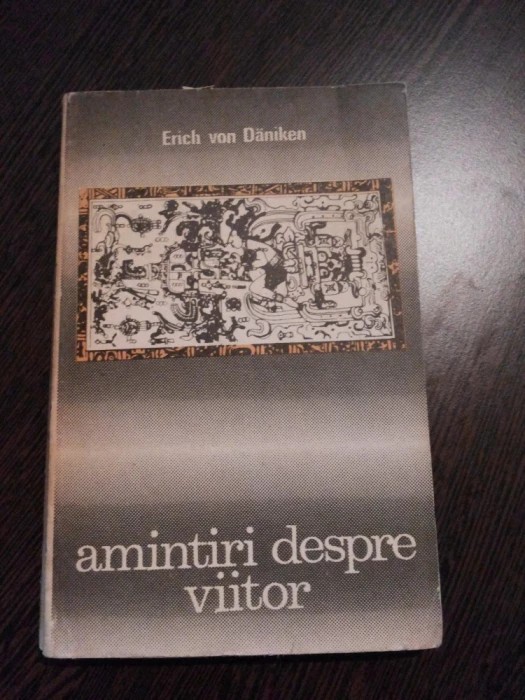 Erich von Däniken
amintiri despre
viitor